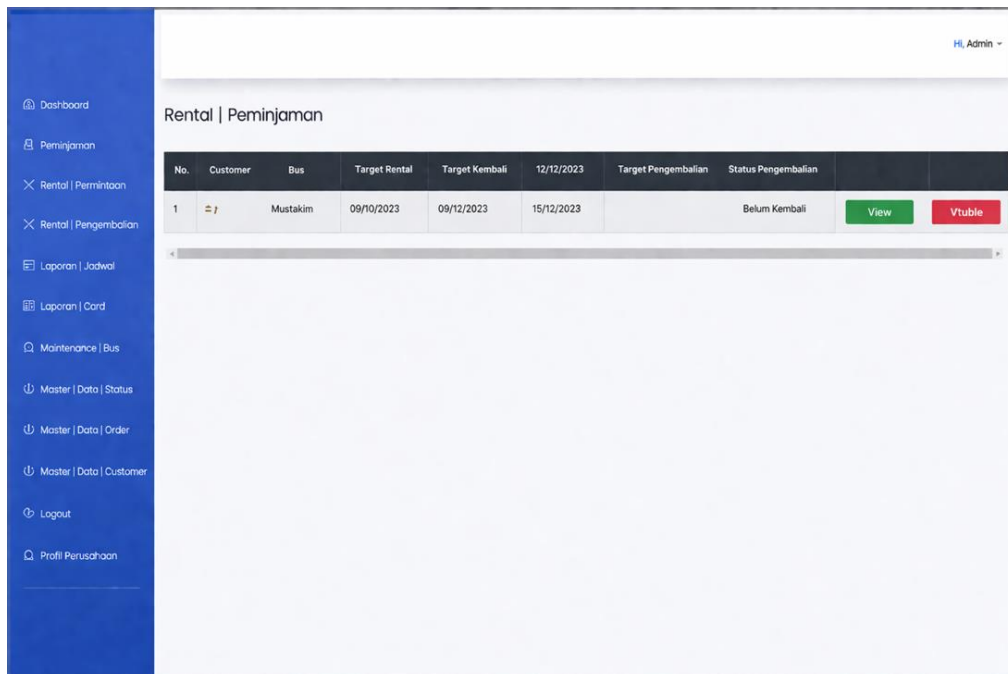 Hi, Admin
Dashboard
Peminjaman
Rental | Permintaan
Rental | Pengembalian
Laporan | Jadwal
Laporan | Card
Maintenance | Bus
Master | Data | Status
Master | Data | Order
Master | Data | Customer
Logout
Profil Perusahaan
Rental | Peminjaman
No. Customer Bus Target Rental Target Kembali 12/12/2023 Target Pengembalian Status Pengembalian
1 Mustakim 09/10/2023 09/12/2023 15/12/2023 Belum Kembali View Vtuble